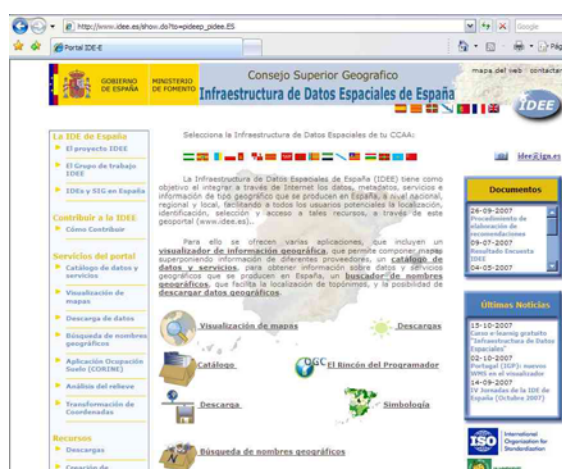 http://www.idee.es/show.do?to=pideep_pidee.ES
Google
Portal IDE-E
Pág
GOBIERNO
DE ESPAÑA
MINISTERIO
DE FOMENTO
Consejo Superior Geografico
Infraestructura de Datos Espaciales de España
mapa del web
contactar
IDEE
La IDE de España
El proyecto IDEE
El Grupo de trabajo
IDEE
IDEs y SIG en España
Contribuir a la IDEE
Cómo Contribuir
Servicios del portal
Catálogo de datos y
servicios
Visualización de
mapas
Descarga de datos
Búsqueda de nombres
geográficos
Aplicación Ocupación
Suelo (CORINE)
Análisis del relieve
Transformación de
Coordenadas
Recursos
Descargas
Creación de
Selecciona la Infraestructura de Datos Espaciales de tu CCAA:
La Infraestructura de Datos Espaciales de España (IDEE) tiene como
objetivo el integrar a través de Internet los datos, metadatos, servicios e
información de tipo geográfico que se producen en España, a nivel nacional,
regional y local, facilitando a todos los usuarios potenciales la localización,
identificación, selección y acceso a tales recursos, a través de este
geoportal (www.idee.es).
Para ello se ofrecen varias aplicaciones, que incluyen un
visualizador de información geográfica, que permite componer mapas
superponiendo información de diferentes proveedores, un catálogo de
datos y servicios, para obtener información sobre datos y servicios
geográficos que se producen en España, un buscador de nombres
geográficos, que facilita la localización de topónimos, y la posibilidad de
descargar datos geográficos.
Visualización de mapas
Descargas
Catálogo
OGC
El Rincón del Programador
Descarga
Simbología
Búsqueda de nombres geográficos
idee@ign.es
Documentos
26-09-2007
Procedimiento de
elaboración de
recomendaciones
09-07-2007
Resultado Encuesta
IDEE
04-05-2007
Últimas Noticias
15-10-2007
Curso e-learnig gratuito
"Infraestructura de Datos
Espaciales"
02-10-2007
Portugal (IGP): nuevo
WMS en el visualizador
14-09-2007
IV Jornadas de la IDE de
España (Octubre 2007)
ISO
International
Organization for
Standardization